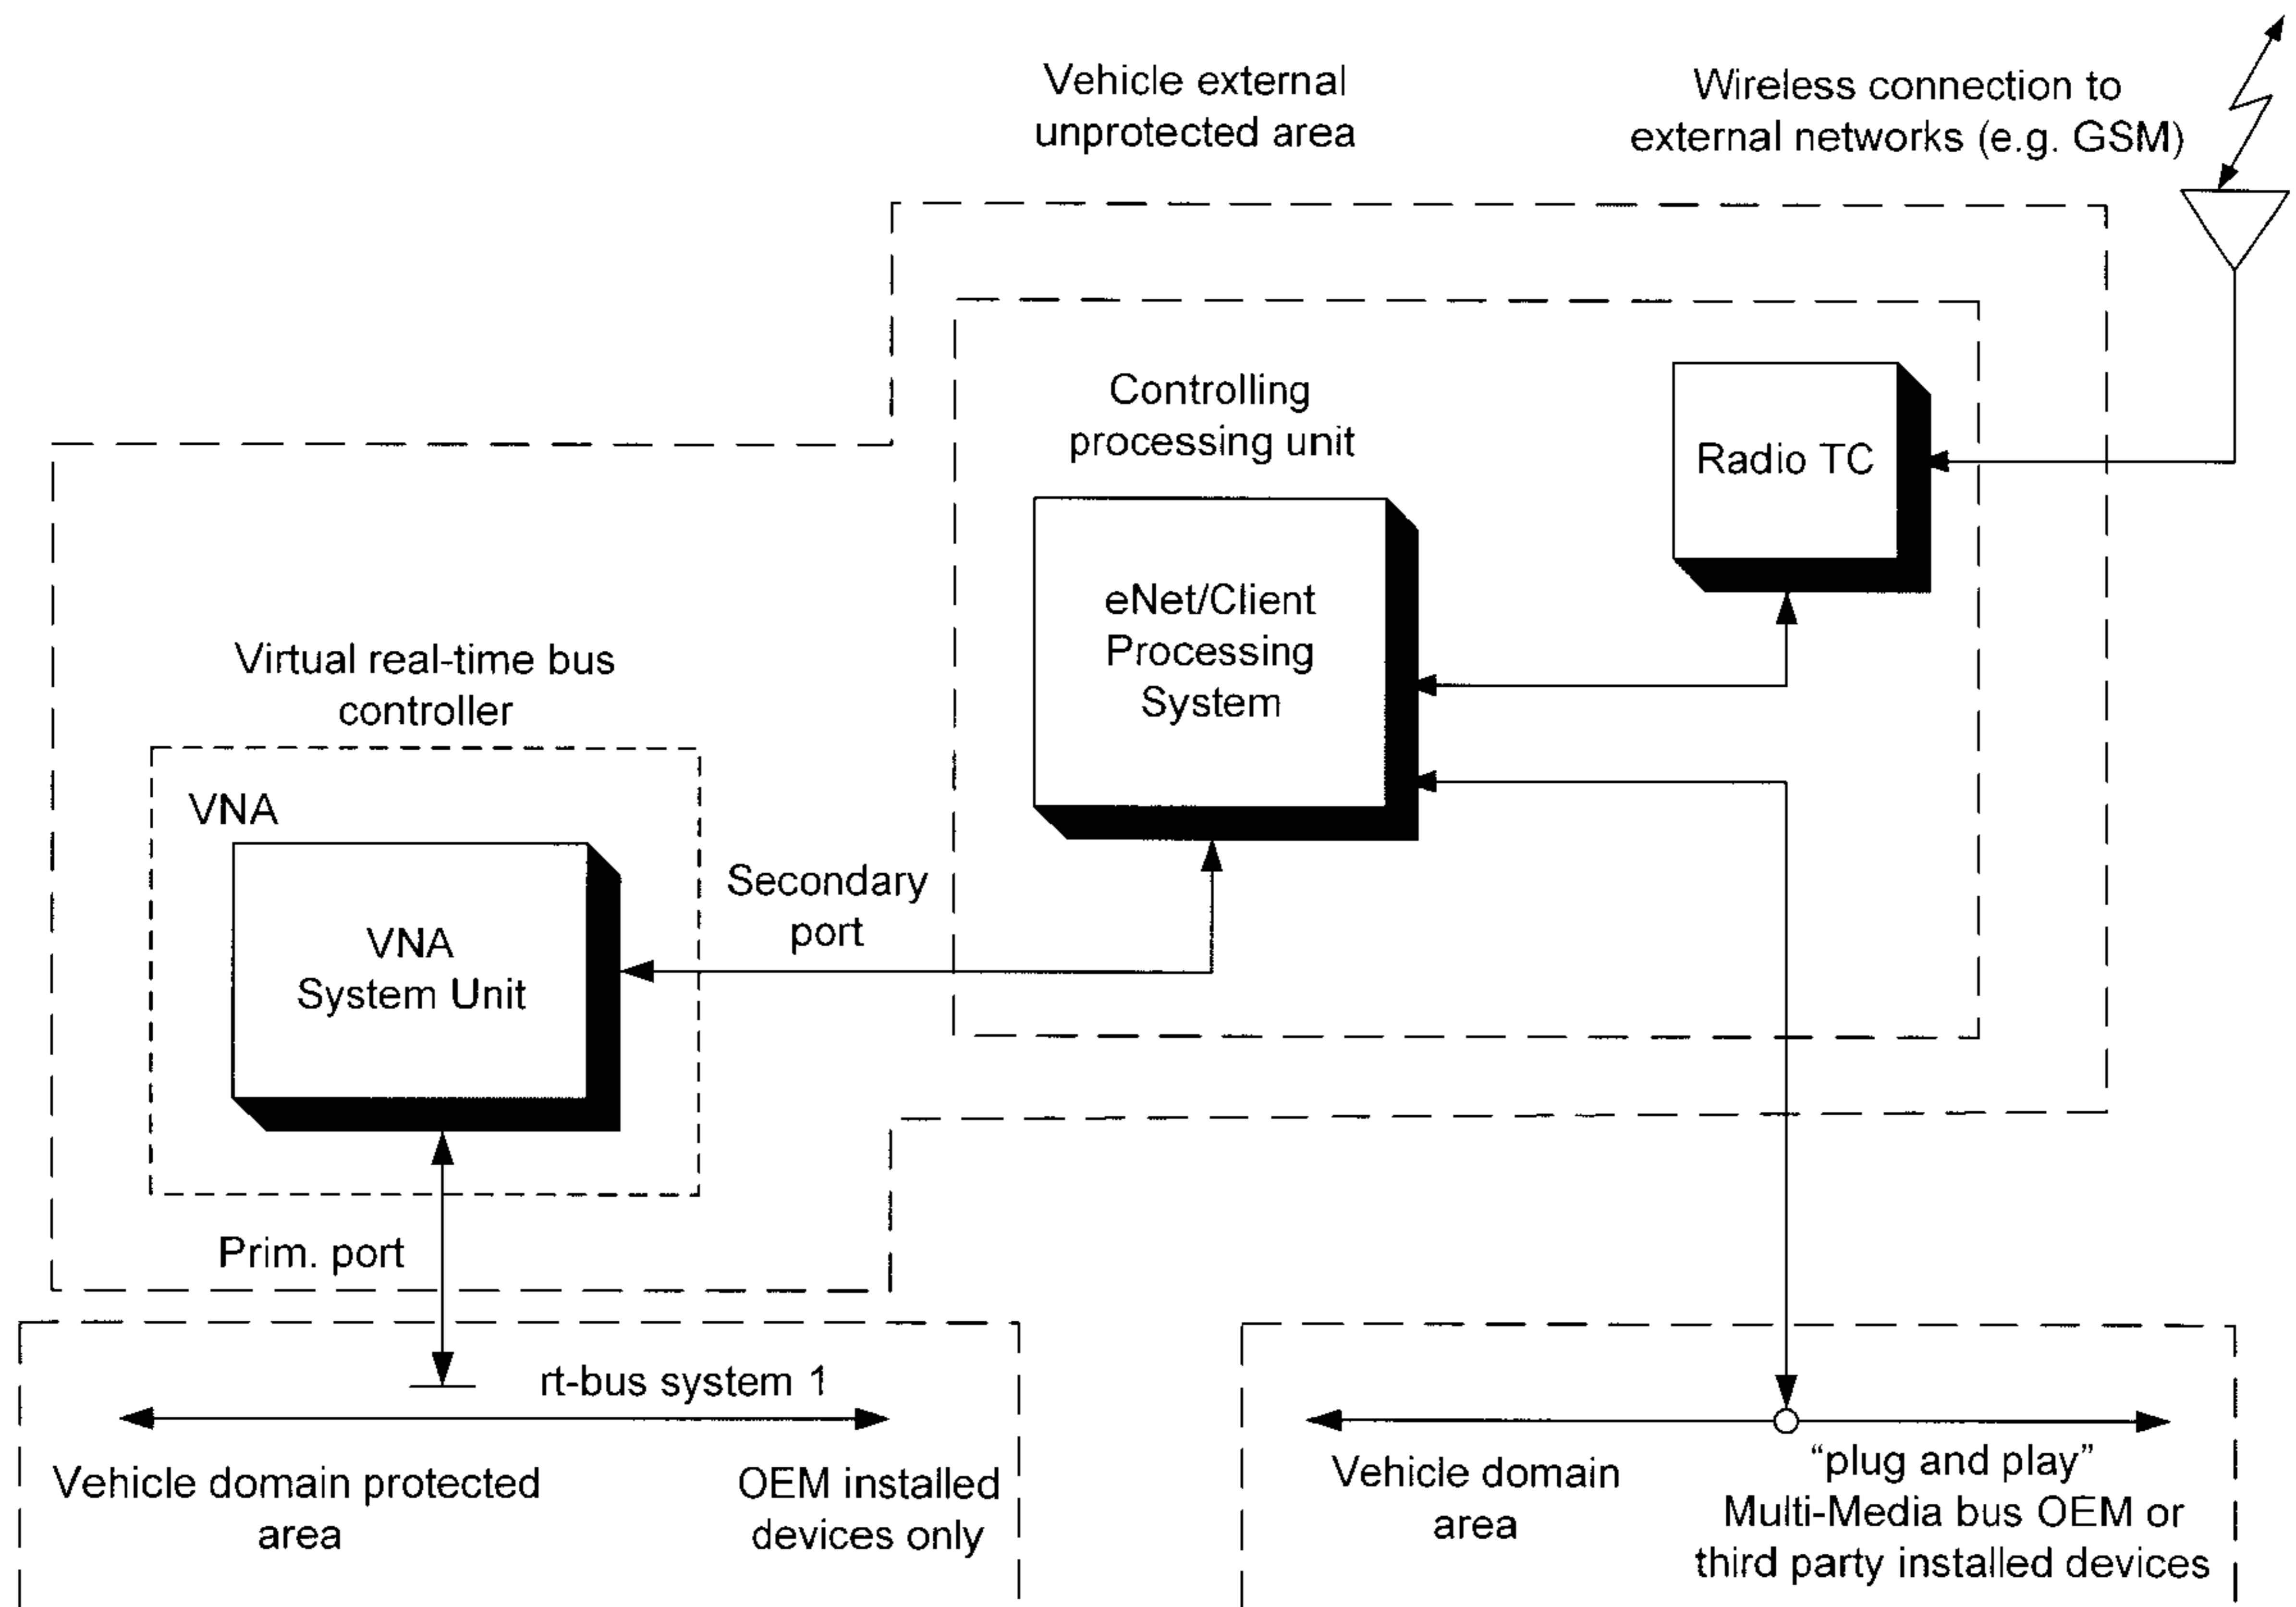 Vehicle external
unprotected area
Wireless connection to
external networks (e.g. GSM)
Controlling
processing unit
Radio TC
eNet/Client
Processing
System
Virtual real-time bus
controller
VNA
VNA
System Unit
Secondary
port
Prim. port
rt-bus system 1
Vehicle domain protected
area
OEM installed
devices only
Vehicle domain
area
“plug and play”
Multi-Media bus OEM or
third party installed devices